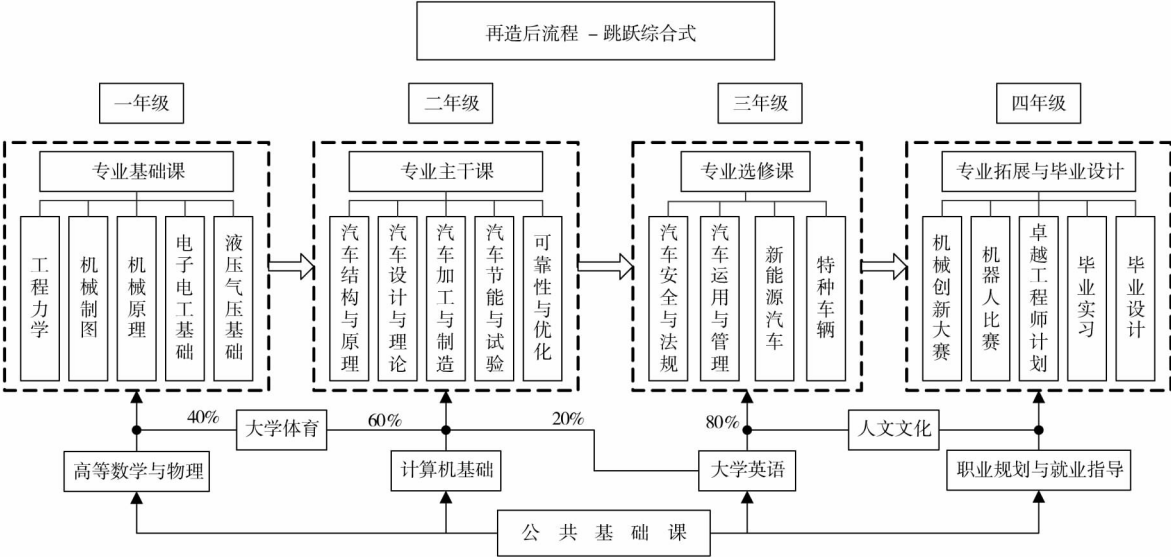 再造后流程 - 跳跃综合式
一年级
二年级
三年级
四年级
专业基础课
专业主干课
专业选修课
专业拓展与毕业设计
工程力学
机械制图
机械原理
电子电工基础
液压气压基础
汽车结构与原理
汽车设计与理论
汽车加工与制造
汽车节能与试验
可靠性与优化
汽车安全与法规
汽车运用与管理
新能源汽车
特种车辆
机械创新大赛
机器人比赛
卓越工程师计划
毕业实习
毕业设计
40%
大学体育
60%
20%
80%
人文文化
高等数学与物理
计算机基础
大学英语
职业规划与就业指导
公共基础课